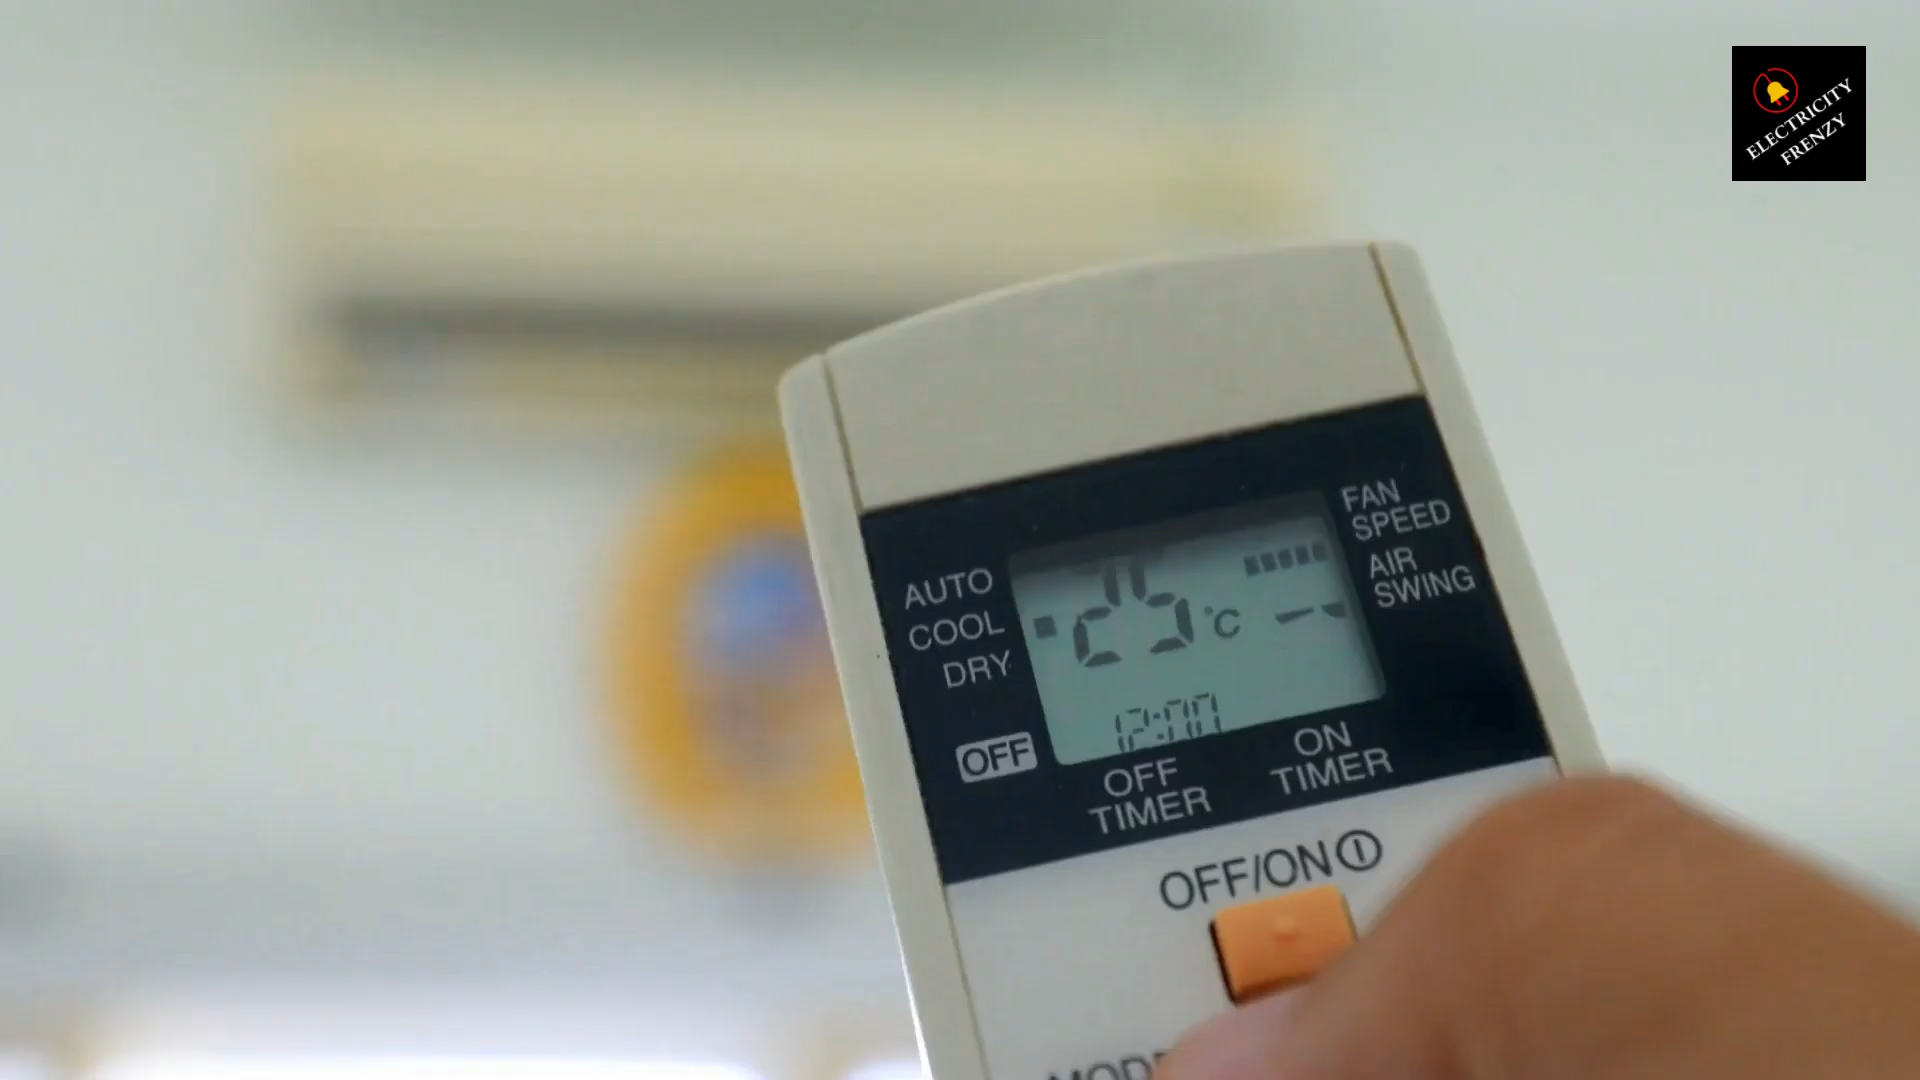 ELECTRICITY
FRENZY
FAN
SPEED
AIR
SWING
AUTO
COOL
DRY
25°C
12:00
OFF
OFF
TIMER
ON
TIMER
OFF/ON